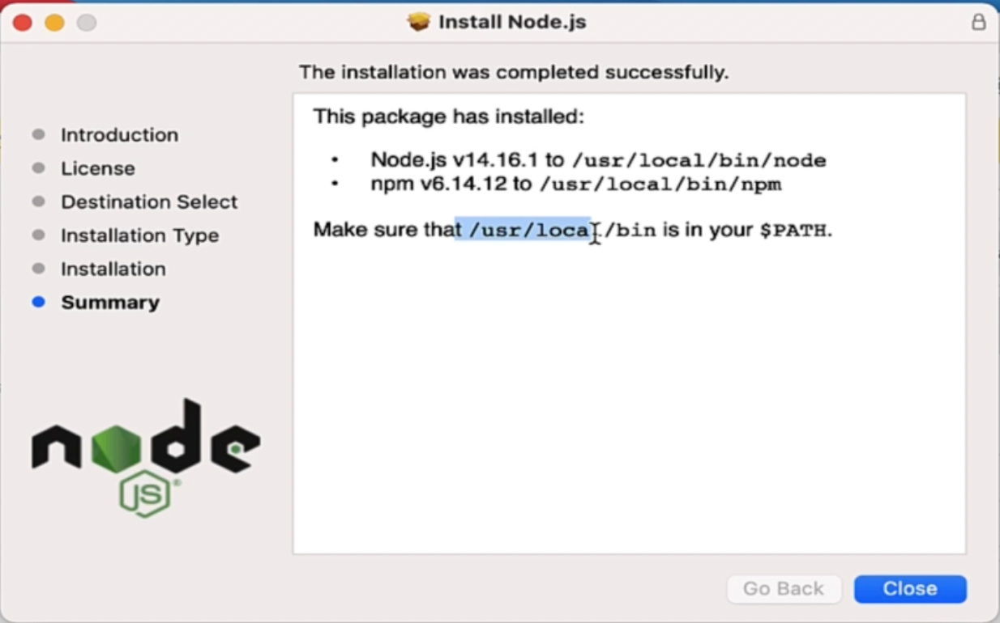 Install Node.js
The installation was completed successfully.
Introduction
License
Destination Select
Installation Type
Installation
Summary
This package has installed:
• Node.js v14.16.1 to /usr/local/bin/node
• npm v6.14.12 to /usr/local/bin/npm
Make sure that /usr/local/bin is in your $PATH.
node
JS®
Go Back
Close